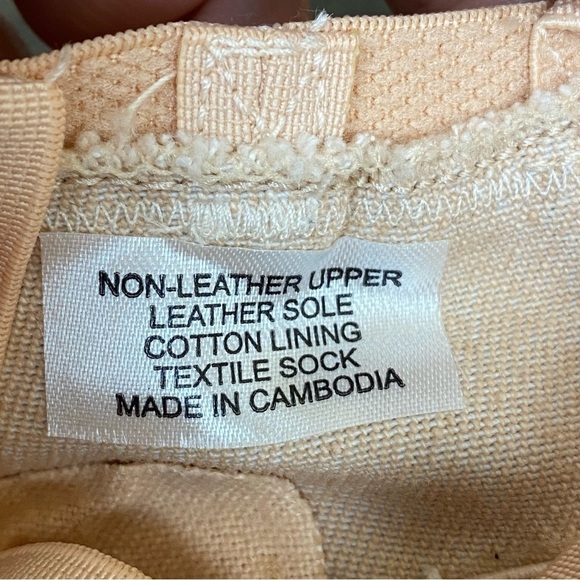 NON-LEATHER UPPER
LEATHER SOLE
COTTON LINING
TEXTILE SOCK
MADE IN CAMBODIA